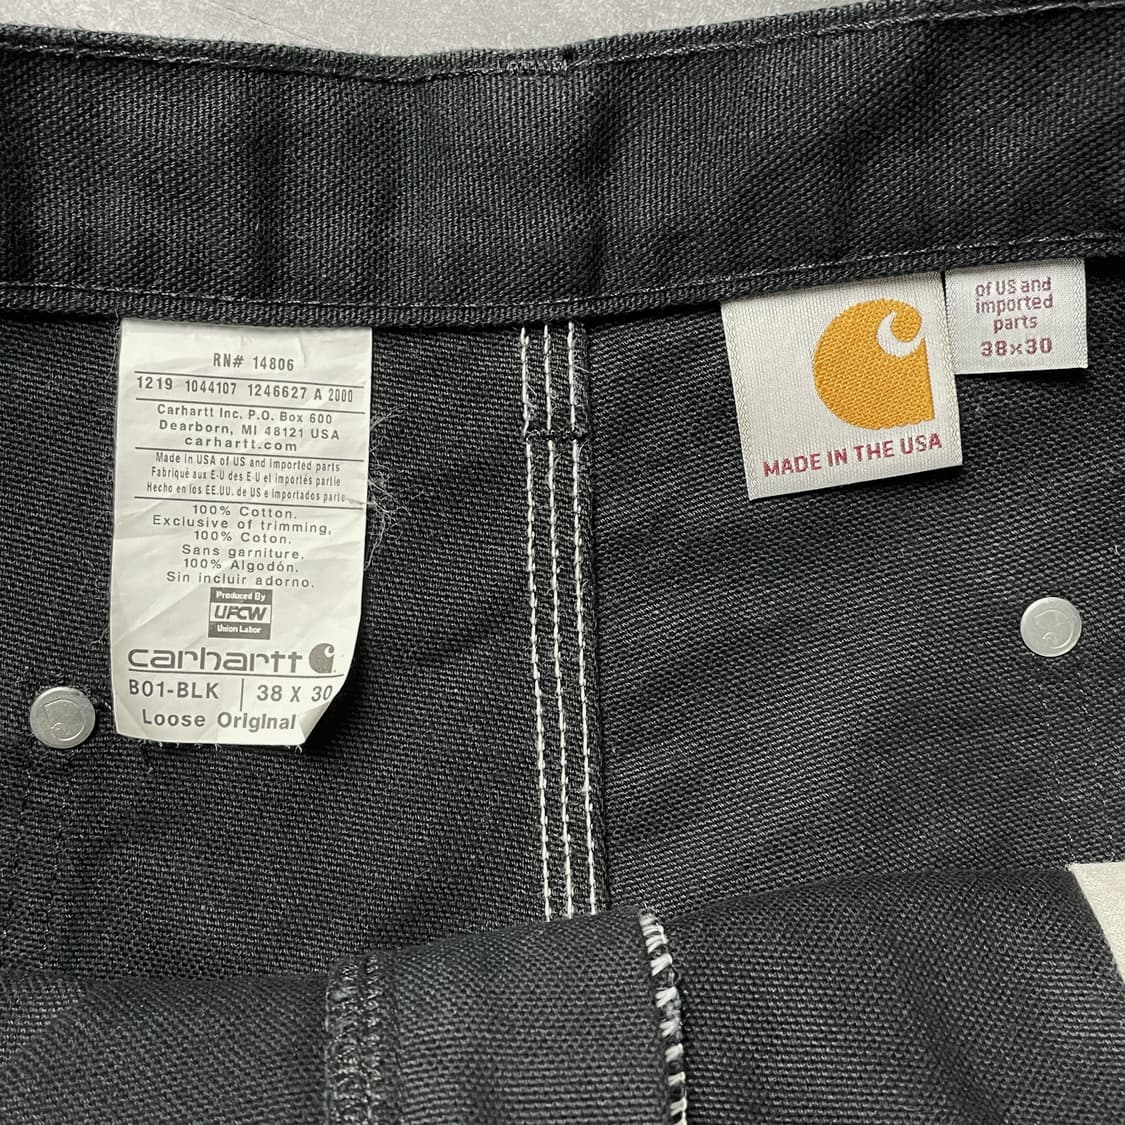 RN# 14806
1219 1044107 1246627 A 2000
Carhartt Inc. P.O. Box 600
Dearborn, MI 48121 USA
carhartt.com
Made in USA of US and imported parts
Fabriqué aux E-U des E-U et importés partie
Hecho en los EE.UU. de US e importados parte
100% Cotton.
Exclusive of trimming,
100% Coton.
Sans garniture.
100% Algodón.
Sin incluir adorno.
Produced By
UFCW
Union Labor
carhartt
B01-BLK | 38 X 30
Loose Original
MADE IN THE USA
of US and
imported
parts
38x30